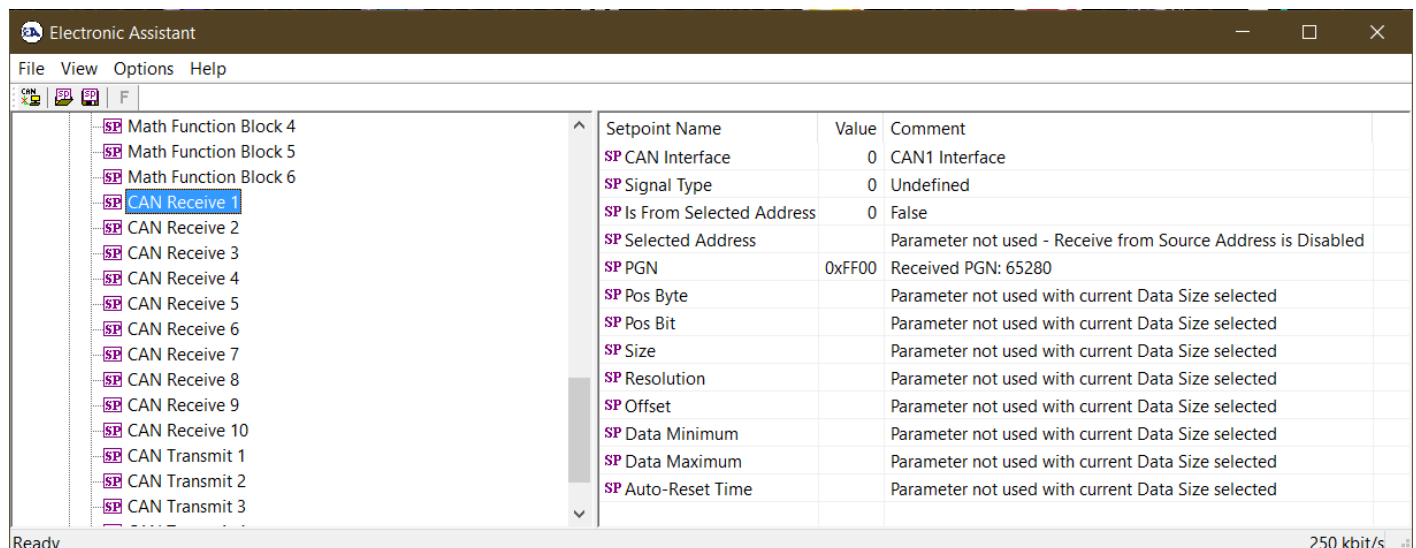 Electronic Assistant
File View Options Help
CAN SP SP F
SP Math Function Block 4
SP Math Function Block 5
SP Math Function Block 6
SP CAN Receive 1
SP CAN Receive 2
SP CAN Receive 3
SP CAN Receive 4
SP CAN Receive 5
SP CAN Receive 6
SP CAN Receive 7
SP CAN Receive 8
SP CAN Receive 9
SP CAN Receive 10
SP CAN Transmit 1
SP CAN Transmit 2
SP CAN Transmit 3
Setpoint Name Value Comment
SP CAN Interface 0 CAN1 Interface
SP Signal Type 0 Undefined
SP Is From Selected Address 0 False
SP Selected Address Parameter not used - Receive from Source Address is Disabled
SP PGN 0xFF00 Received PGN: 65280
SP Pos Byte Parameter not used with current Data Size selected
SP Pos Bit Parameter not used with current Data Size selected
SP Size Parameter not used with current Data Size selected
SP Resolution Parameter not used with current Data Size selected
SP Offset Parameter not used with current Data Size selected
SP Data Minimum Parameter not used with current Data Size selected
SP Data Maximum Parameter not used with current Data Size selected
SP Auto-Reset Time Parameter not used with current Data Size selected
Ready 250 kbit/s